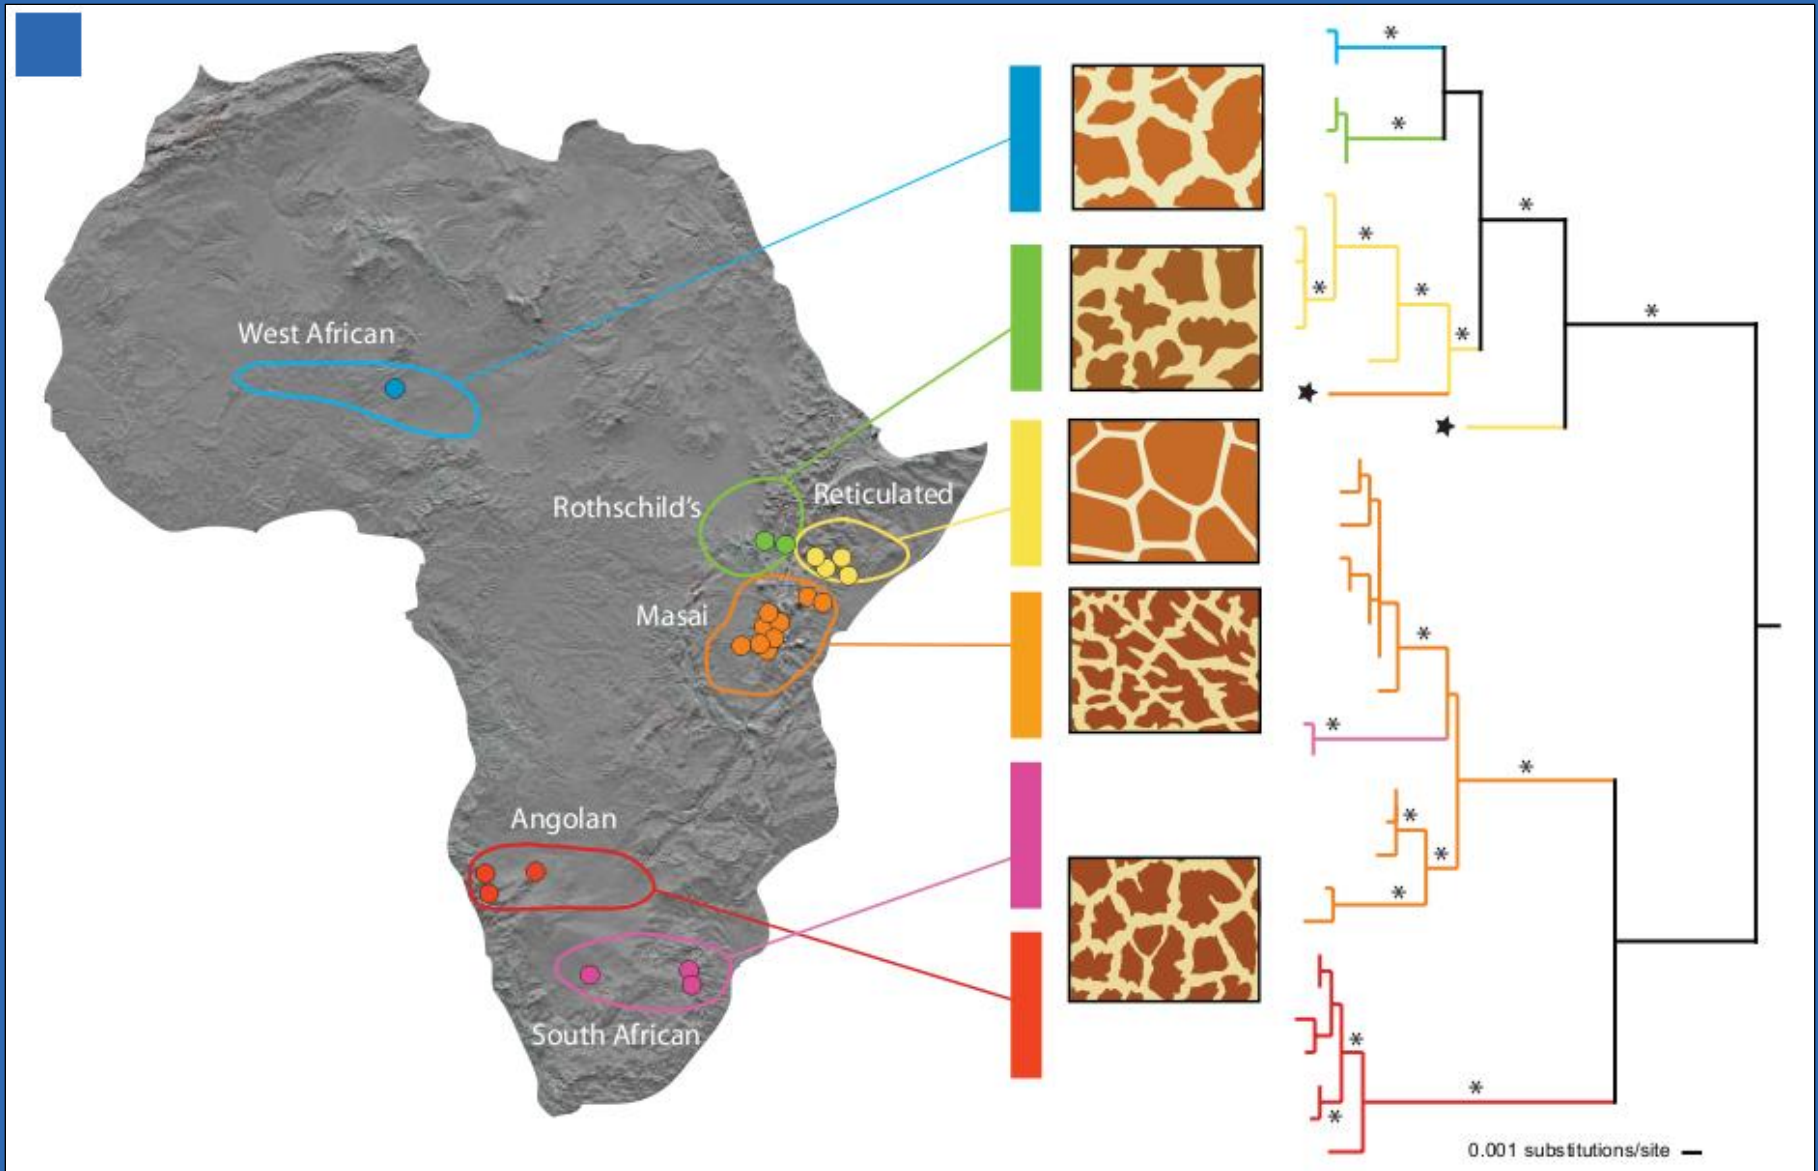 West African
Rothschild's
Reticulated
Masai
Angolan
South African
0.001 substitutions/site